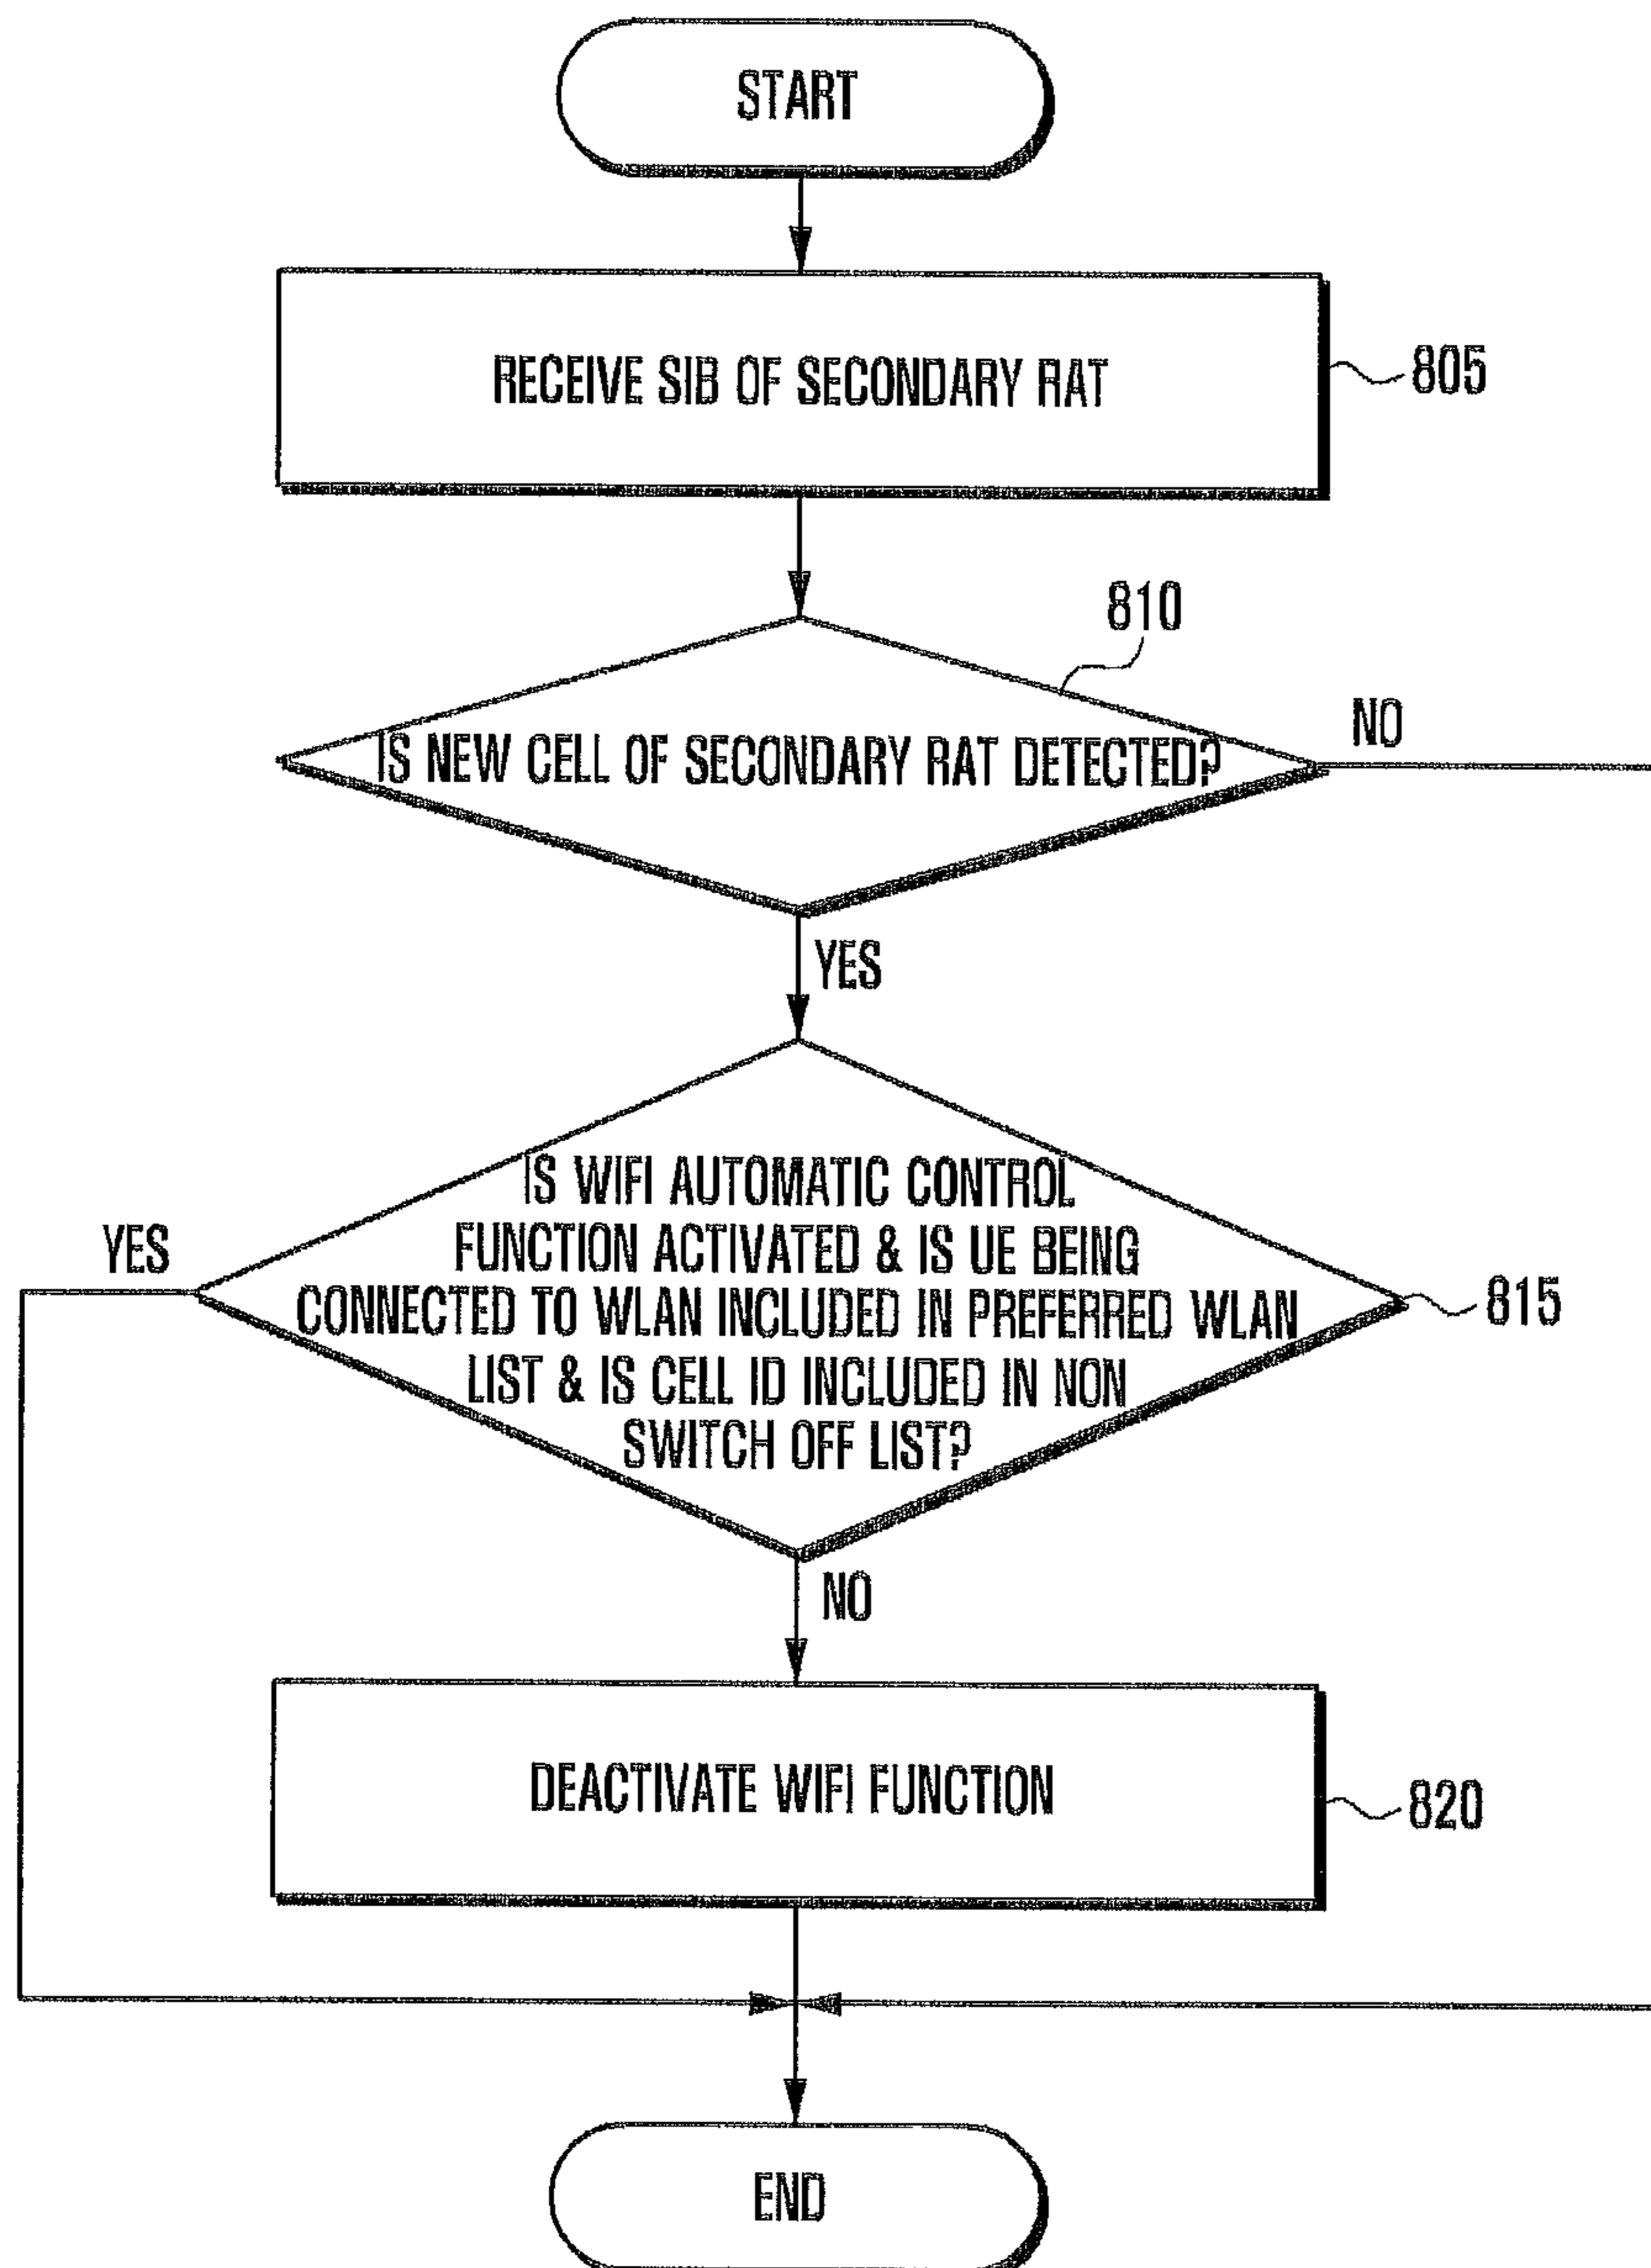 START
RECEIVE SIB OF SECONDARY RAT
805
810
IS NEW CELL OF SECONDARY RAT DETECTED?
NO
YES
IS WIFI AUTOMATIC CONTROL
FUNCTION ACTIVATED & IS UE BEING
CONNECTED TO WLAN INCLUDED IN PREFERRED WLAN
LIST & IS CELL ID INCLUDED IN NON
SWITCH OFF LIST?
YES
815
NO
DEACTIVATE WIFI FUNCTION
820
END